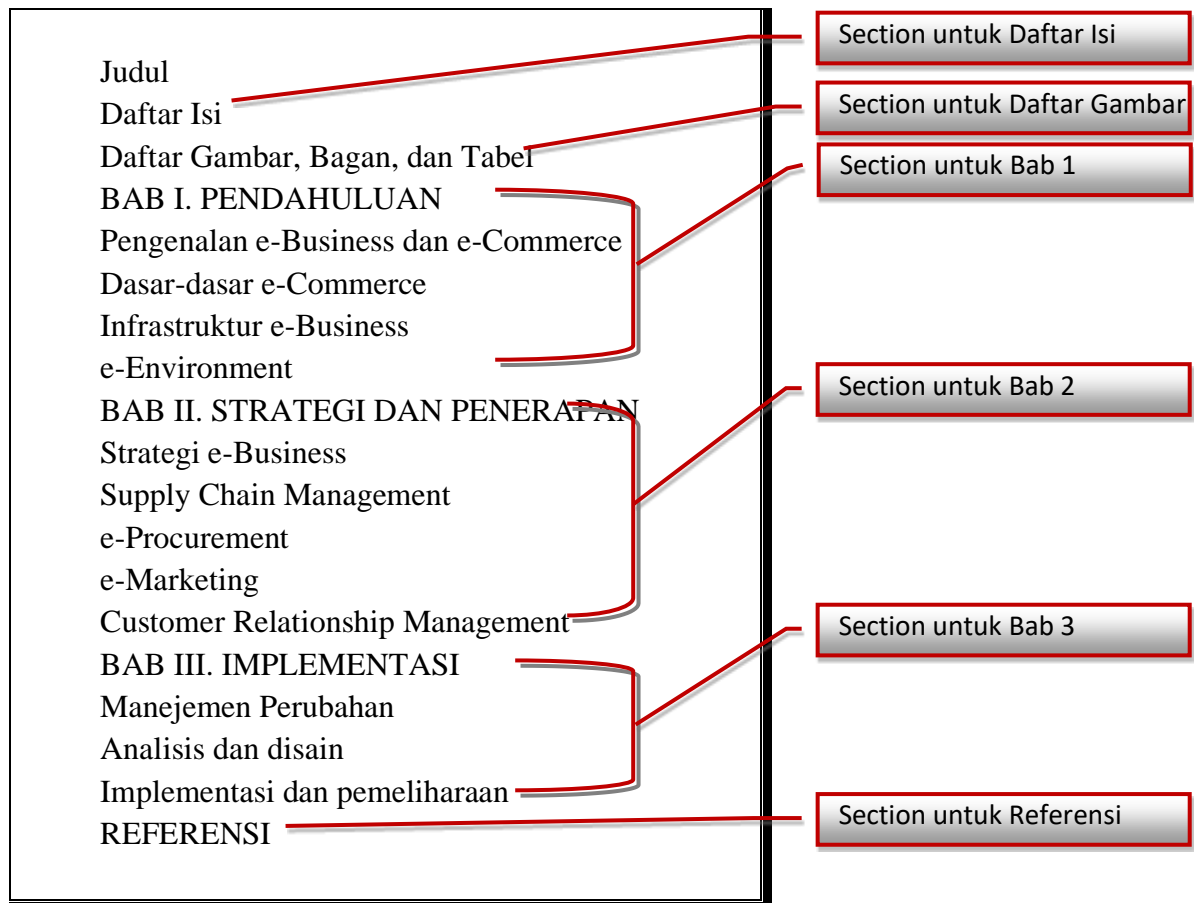 Judul
Daftar Isi
Daftar Gambar, Bagan, dan Tabel
BAB I. PENDAHULUAN
Pengenalan e-Business dan e-Commerce
Dasar-dasar e-Commerce
Infrastruktur e-Business
e-Environment
BAB II. STRATEGI DAN PENERAPAN
Strategi e-Business
Supply Chain Management
e-Procurement
e-Marketing
Customer Relationship Management
BAB III. IMPLEMENTASI
Manejemen Perubahan
Analisis dan disain
Implementasi dan pemeliharaan
REFERENSI
Section untuk Daftar Isi
Section untuk Daftar Gambar
Section untuk Bab 1
Section untuk Bab 2
Section untuk Bab 3
Section untuk Referensi